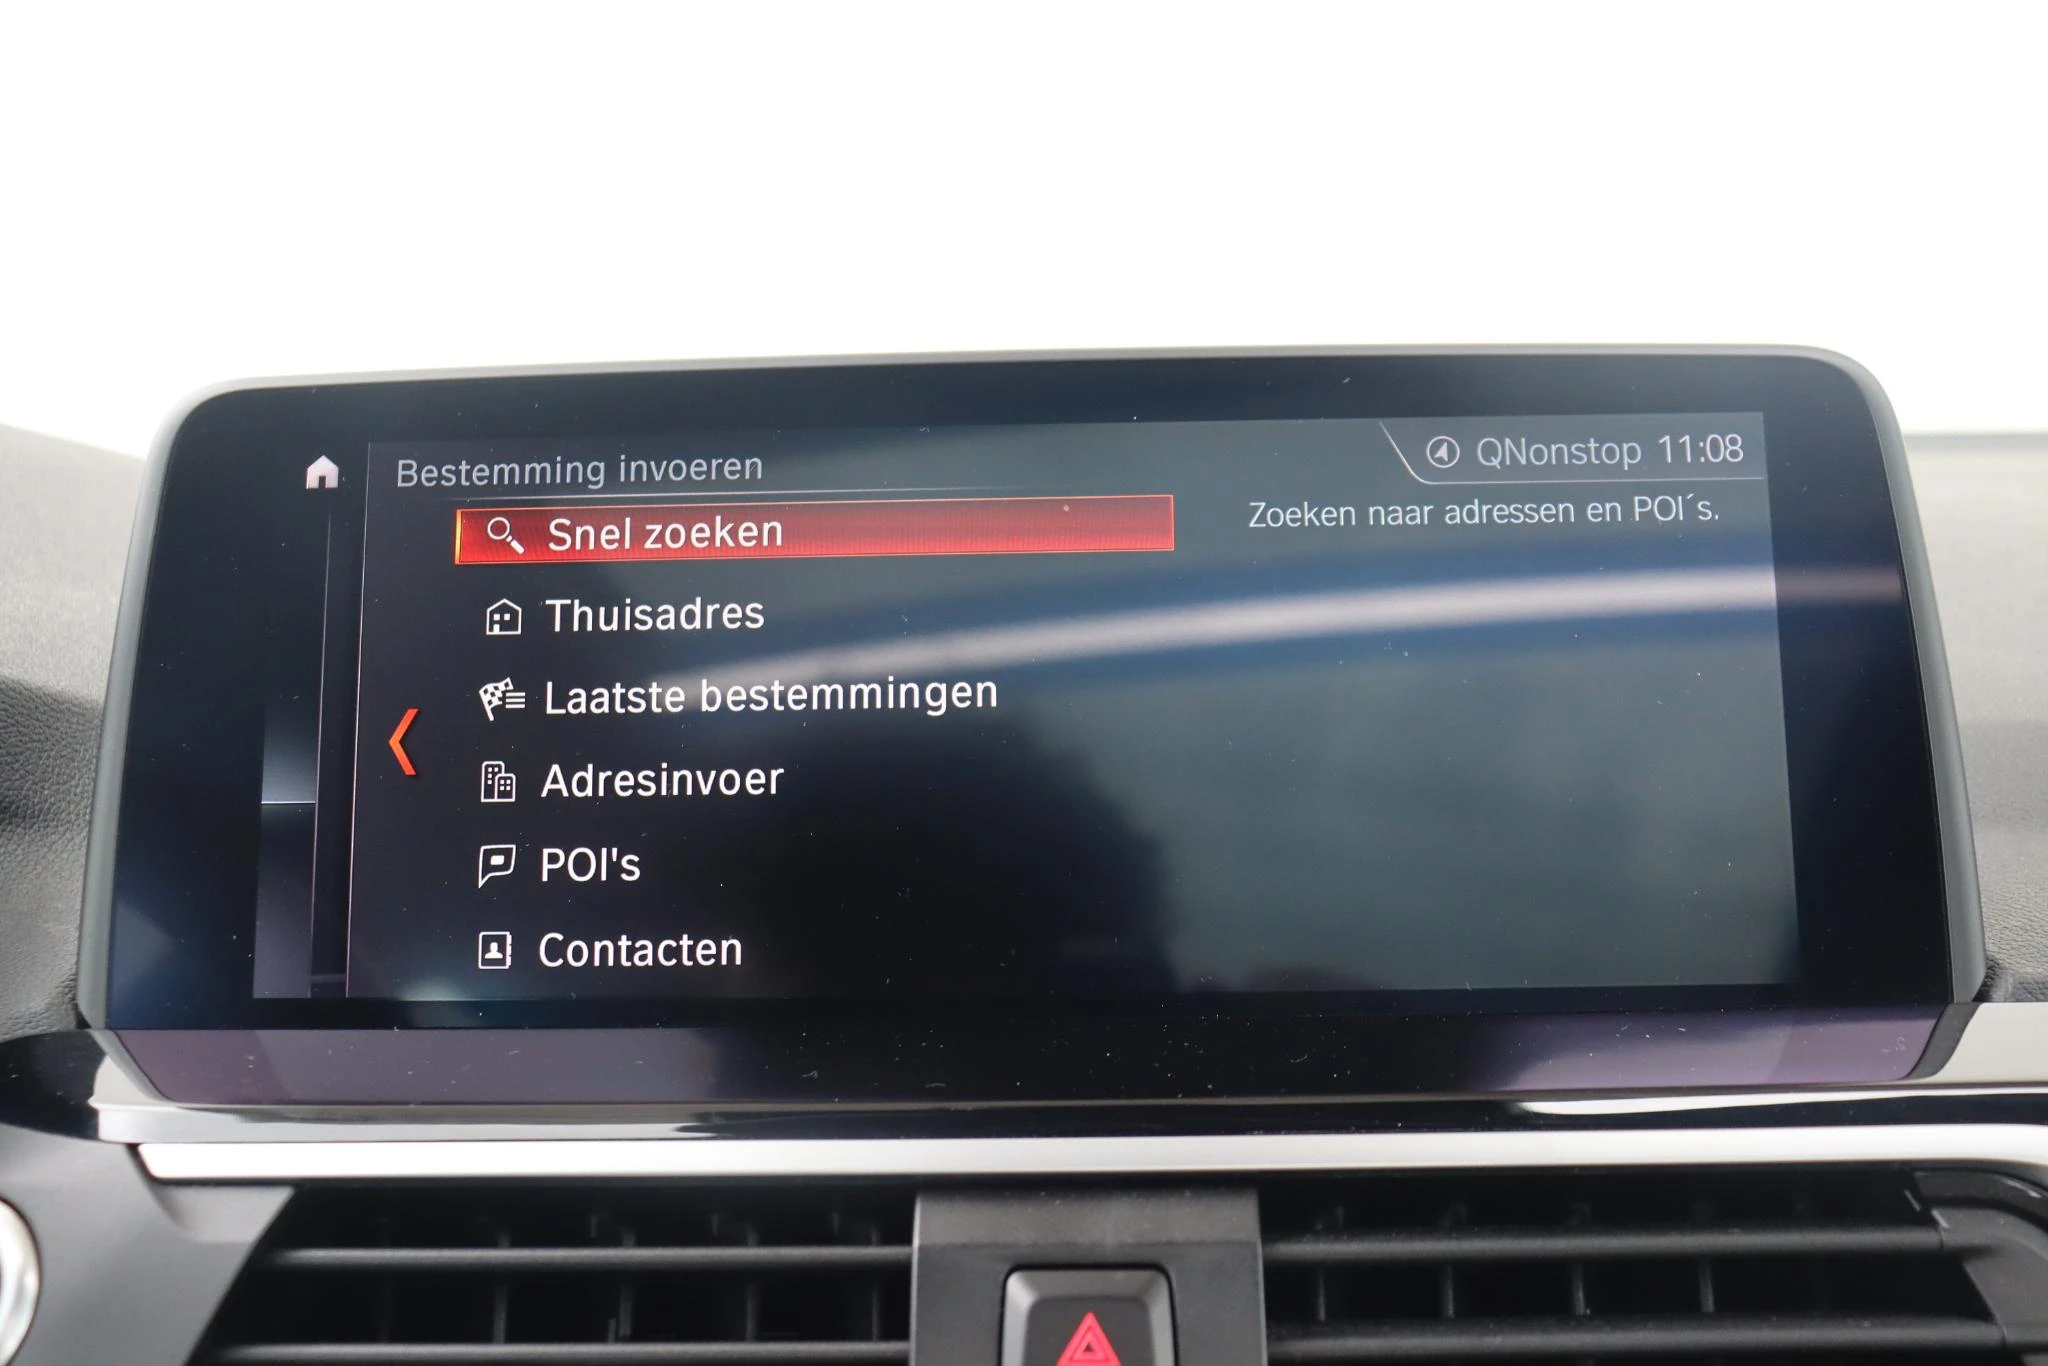 Bestemming invoeren
QNonstop 11:08
Snel zoeken
Zoeken naar adressen en POI´s.
Thuisadres
Laatste bestemmingen
Adresinvoer
POI's
Contacten